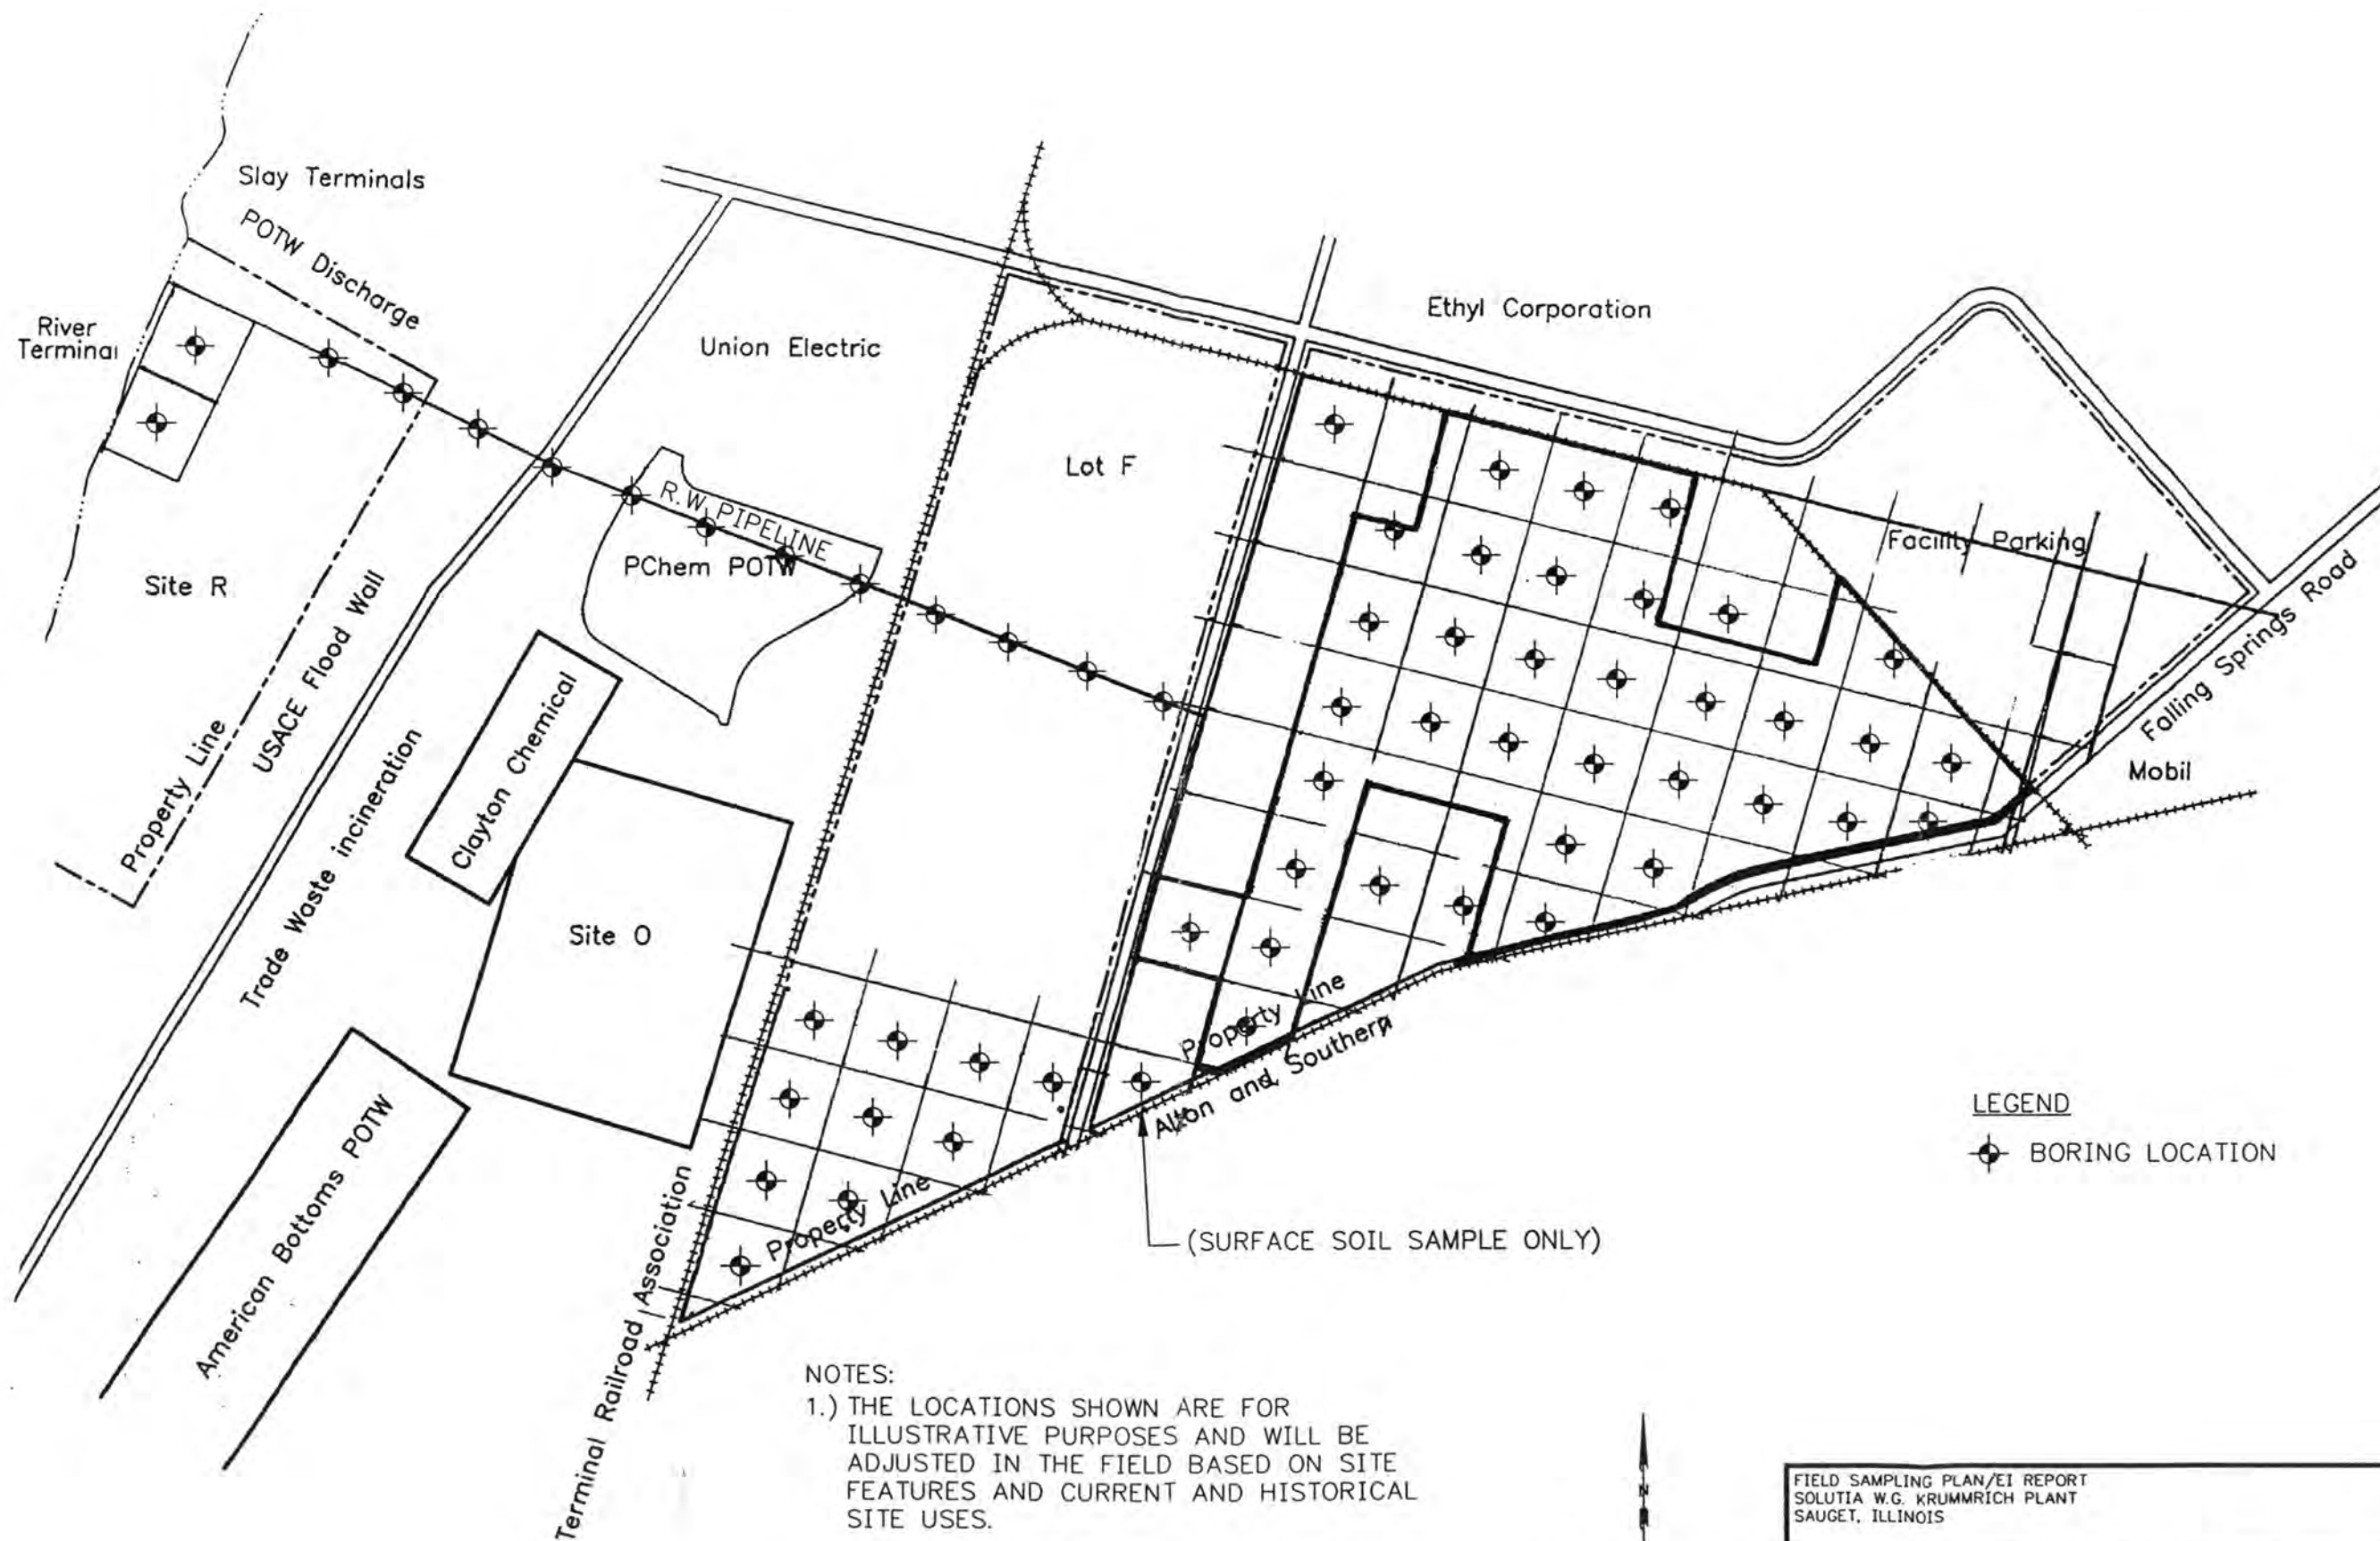 Slay Terminals
POTW Discharge
River
Terminal
Union Electric
Ethyl Corporation
Lot F
R.W. PIPELINE
PChem POTW
Facility Parking
Site R
USACE Flood Wall
Property Line
Falling Springs Road
Mobil
Clayton Chemical
Trade Waste incineration
Site O
Property Line
Alton and Southern
American Bottoms POTW
Property Line
Terminal Railroad Association
(SURFACE SOIL SAMPLE ONLY)
LEGEND
BORING LOCATION
NOTES:
1.) THE LOCATIONS SHOWN ARE FOR
ILLUSTRATIVE PURPOSES AND WILL BE
ADJUSTED IN THE FIELD BASED ON SITE
FEATURES AND CURRENT AND HISTORICAL
SITE USES.
N
FIELD SAMPLING PLAN/EI REPORT
SOLUTIA W.G. KRUMMRICH PLANT
SAUGET, ILLINOIS